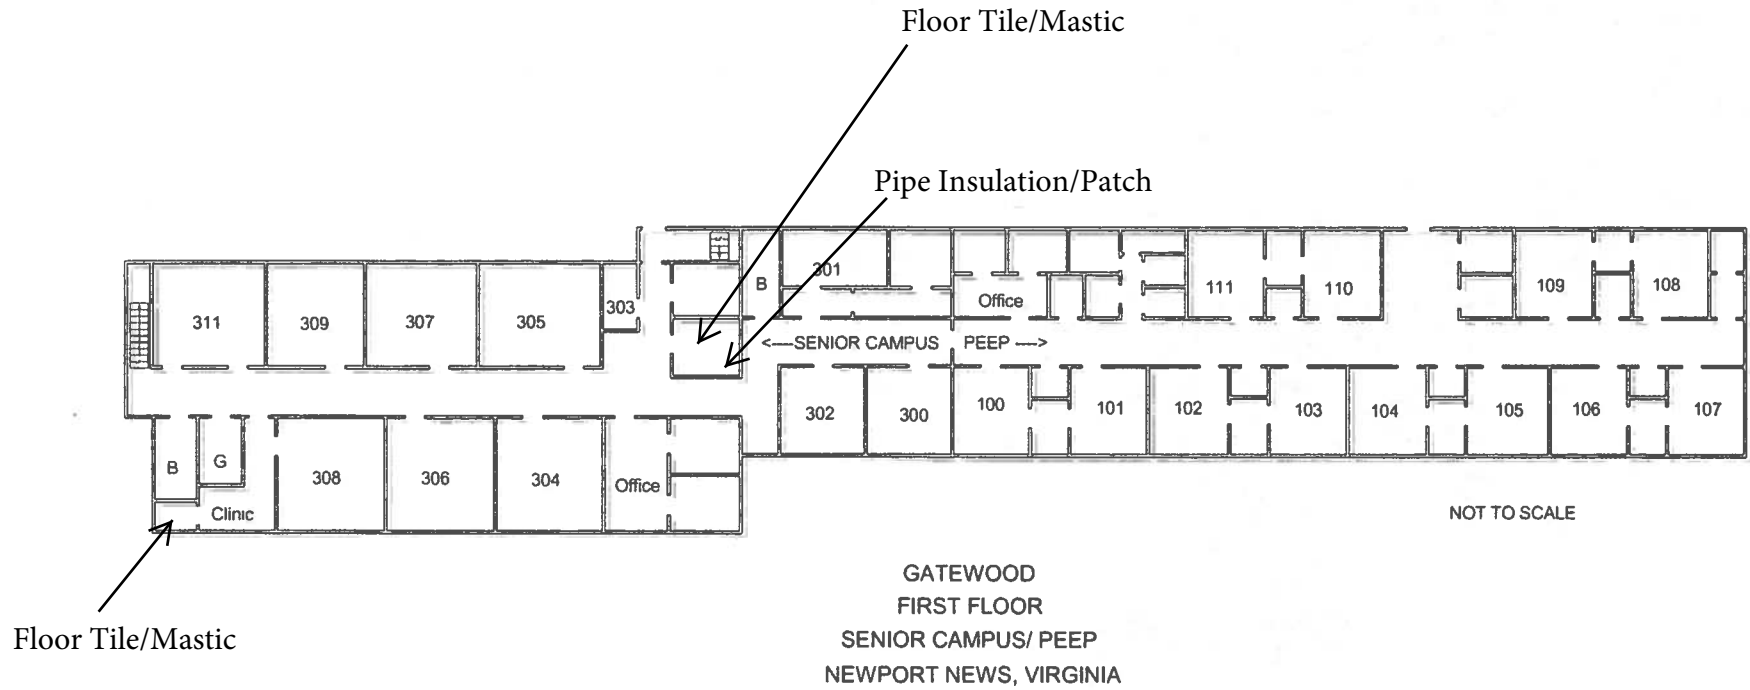 Floor Tile/Mastic
Pipe Insulation/Patch
301
B
111
110
109
108
Office
311
309
307
305
303
<----SENIOR CAMPUS
PEEP ---->
302
300
100
101
102
103
104
105
106
107
B
G
308
306
304
Office
Clinic
NOT TO SCALE
GATEWOOD
FIRST FLOOR
SENIOR CAMPUS/ PEEP
NEWPORT NEWS, VIRGINIA
Floor Tile/Mastic